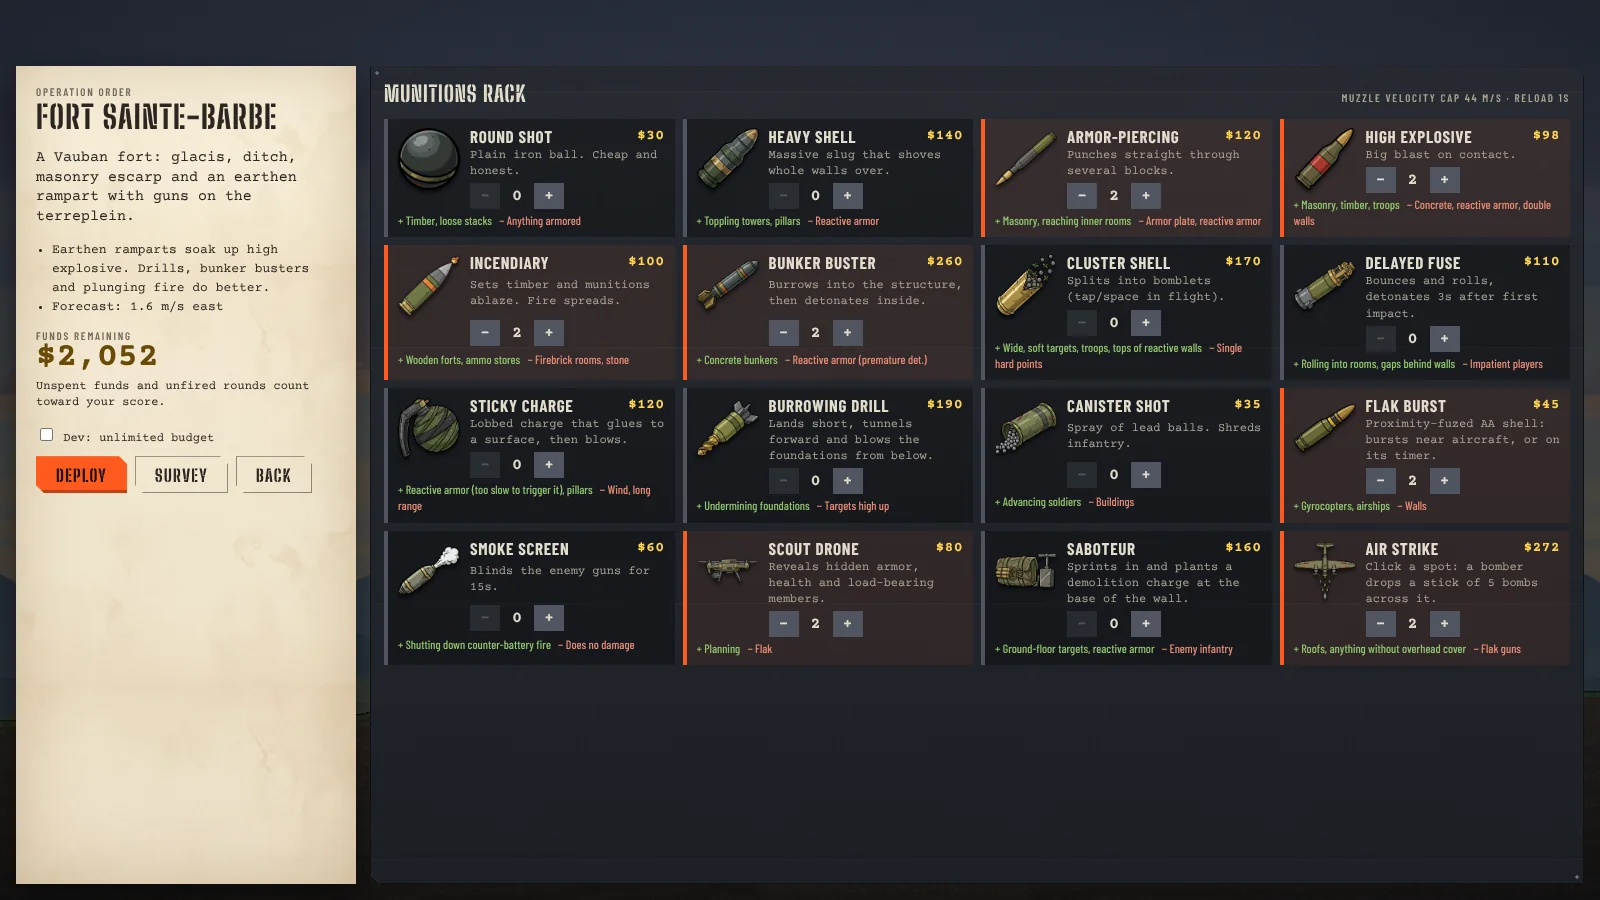 OPERATION ORDER
FORT SAINTE-BARBE
A Vauban fort: glacis, ditch,
masonry escarp and an earthen
rampart with guns on the
terreplein.
• Earthen ramparts soak up high
explosive. Drills, bunker busters
and plunging fire do better.
• Forecast: 1.6 m/s east
FUNDS REMAINING
$2,052
Unspent funds and unfired rounds count
toward your score.
Dev: unlimited budget
DEPLOY SURVEY BACK
MUNITIONS RACK
MUZZLE VELOCITY CAP 44 M/S · RELOAD 1S
ROUND SHOT $30
Plain iron ball. Cheap and
honest.
− 0 +
+ Timber, loose stacks − Anything armored
HEAVY SHELL $140
Massive slug that shoves
whole walls over.
− 0 +
+ Toppling towers, pillars − Reactive armor
ARMOR-PIERCING $120
Punches straight through
several blocks.
− 2 +
+ Masonry, reaching inner rooms − Armor plate, reactive armor
HIGH EXPLOSIVE $98
Big blast on contact.
− 2 +
+ Masonry, timber, troops − Concrete, reactive armor, double
walls
INCENDIARY $100
Sets timber and munitions
ablaze. Fire spreads.
− 2 +
+ Wooden forts, ammo stores − Firebrick rooms, stone
BUNKER BUSTER $260
Burrows into the structure,
then detonates inside.
− 2 +
+ Concrete bunkers − Reactive armor (premature det.)
CLUSTER SHELL $170
Splits into bomblets
(tap/space in flight).
− 0 +
+ Wide, soft targets, troops, tops of reactive walls − Single
hard points
DELAYED FUSE $110
Bounces and rolls,
detonates 3s after first
impact.
− 0 +
+ Rolling into rooms, gaps behind walls − Impatient players
STICKY CHARGE $120
Lobbed charge that glues to
a surface, then blows.
− 0 +
+ Reactive armor (too slow to trigger it), pillars − Wind, long
range
BURROWING DRILL $190
Lands short, tunnels
forward and blows the
foundations from below.
− 0 +
+ Undermining foundations − Targets high up
CANISTER SHOT $35
Spray of lead balls. Shreds
infantry.
− 0 +
+ Advancing soldiers − Buildings
FLAK BURST $45
Proximity-fuzed AA shell:
bursts near aircraft, or on
its timer.
− 2 +
+ Gyrocopters, airships − Walls
SMOKE SCREEN $60
Blinds the enemy guns for
15s.
− 0 +
+ Shutting down counter-battery fire − Does no damage
SCOUT DRONE $80
Reveals hidden armor,
health and load-bearing
members.
− 2 +
+ Planning − Flak
SABOTEUR $160
Sprints in and plants a
demolition charge at the
base of the wall.
− 0 +
+ Ground-floor targets, reactive armor − Enemy infantry
AIR STRIKE $272
Click a spot: a bomber
drops a stick of 5 bombs
across it.
− 2 +
+ Roofs, anything without overhead cover − Flak guns